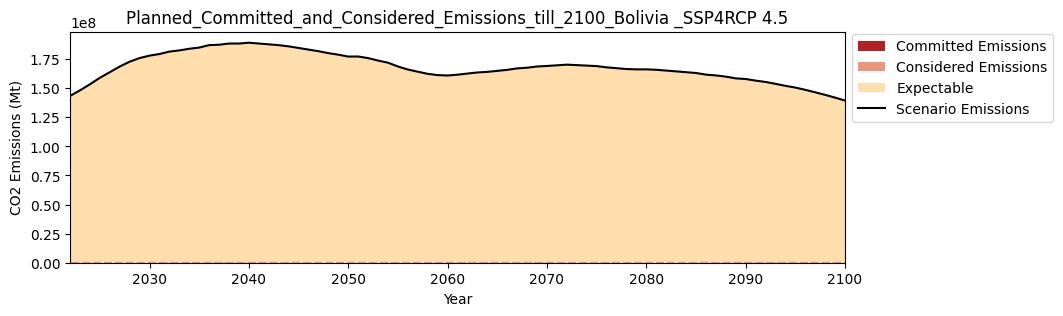 Planned_Committed_and_Considered_Emissions_till_2100_Bolivia _SSP4RCP 4.5
1e8
1.75
1.50
1.25
1.00
0.75
0.50
0.25
0.00
CO2 Emissions (Mt)
2030 2040 2050 2060 2070 2080 2090 2100
Year
Committed Emissions
Considered Emissions
Expectable
Scenario Emissions